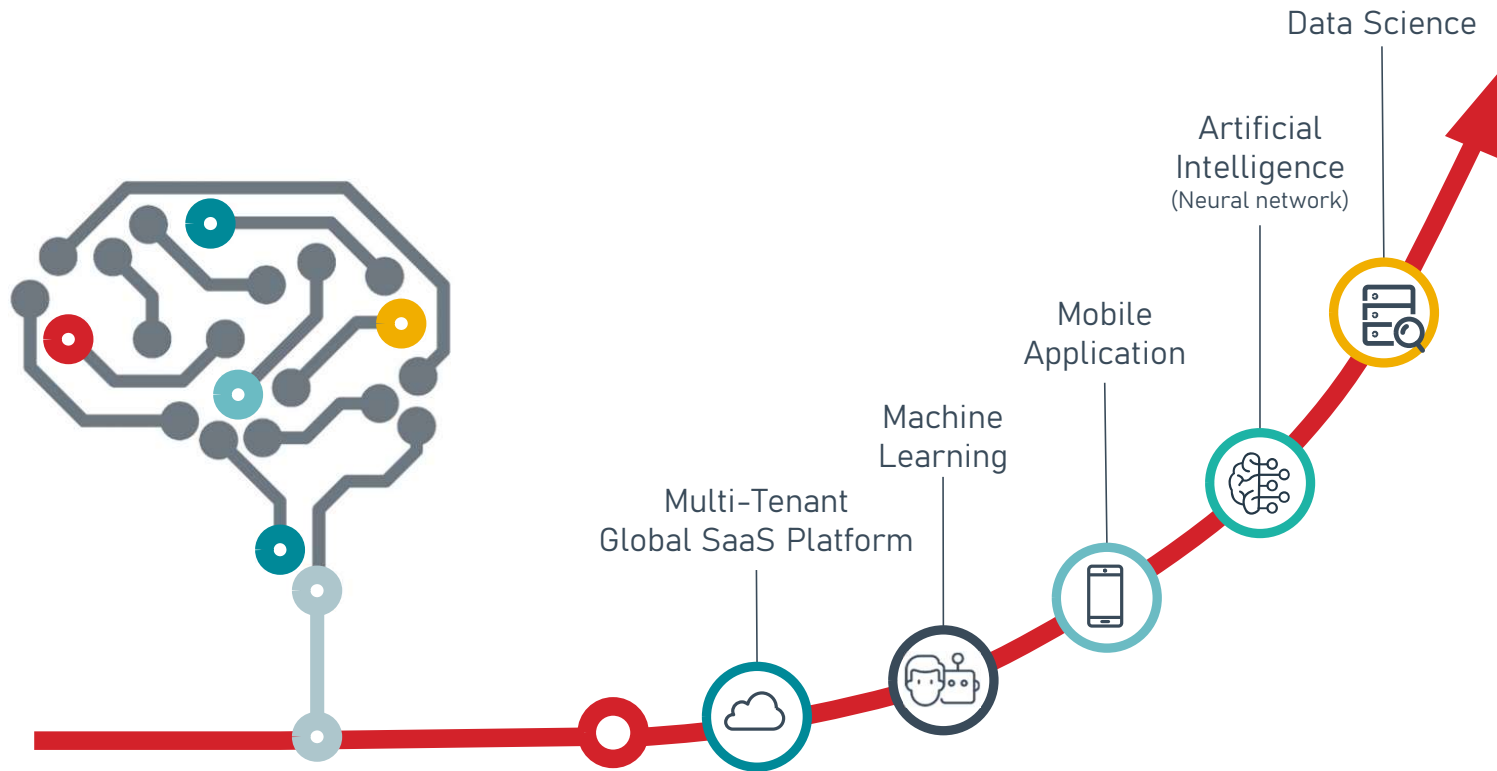 Data Science
Artificial
Intelligence
(Neural network)
Mobile
Application
Machine
Learning
Multi-Tenant
Global SaaS Platform